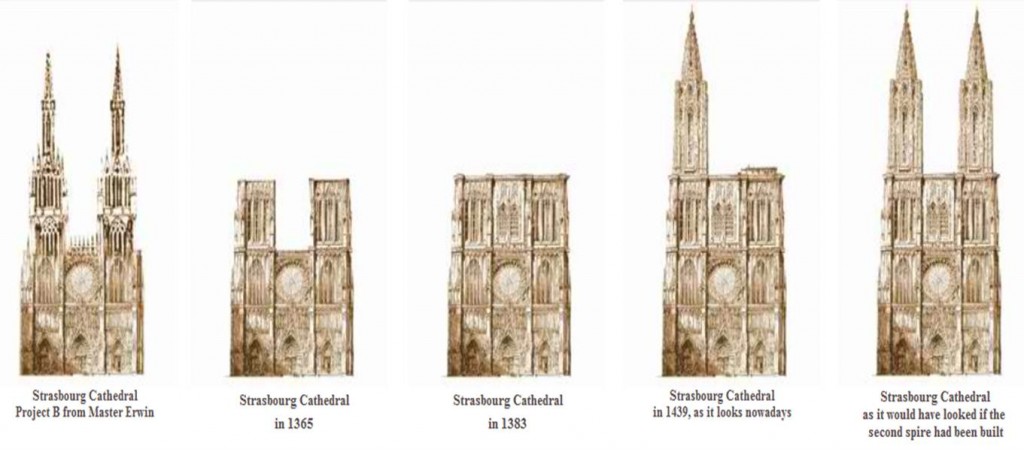 Strasbourg Cathedral
Project B from Master Erwin
Strasbourg Cathedral
in 1365
Strasbourg Cathedral
in 1383
Strasbourg Cathedral
in 1439, as it looks nowadays
Strasbourg Cathedral
as it would have looked if the
second spire had been built